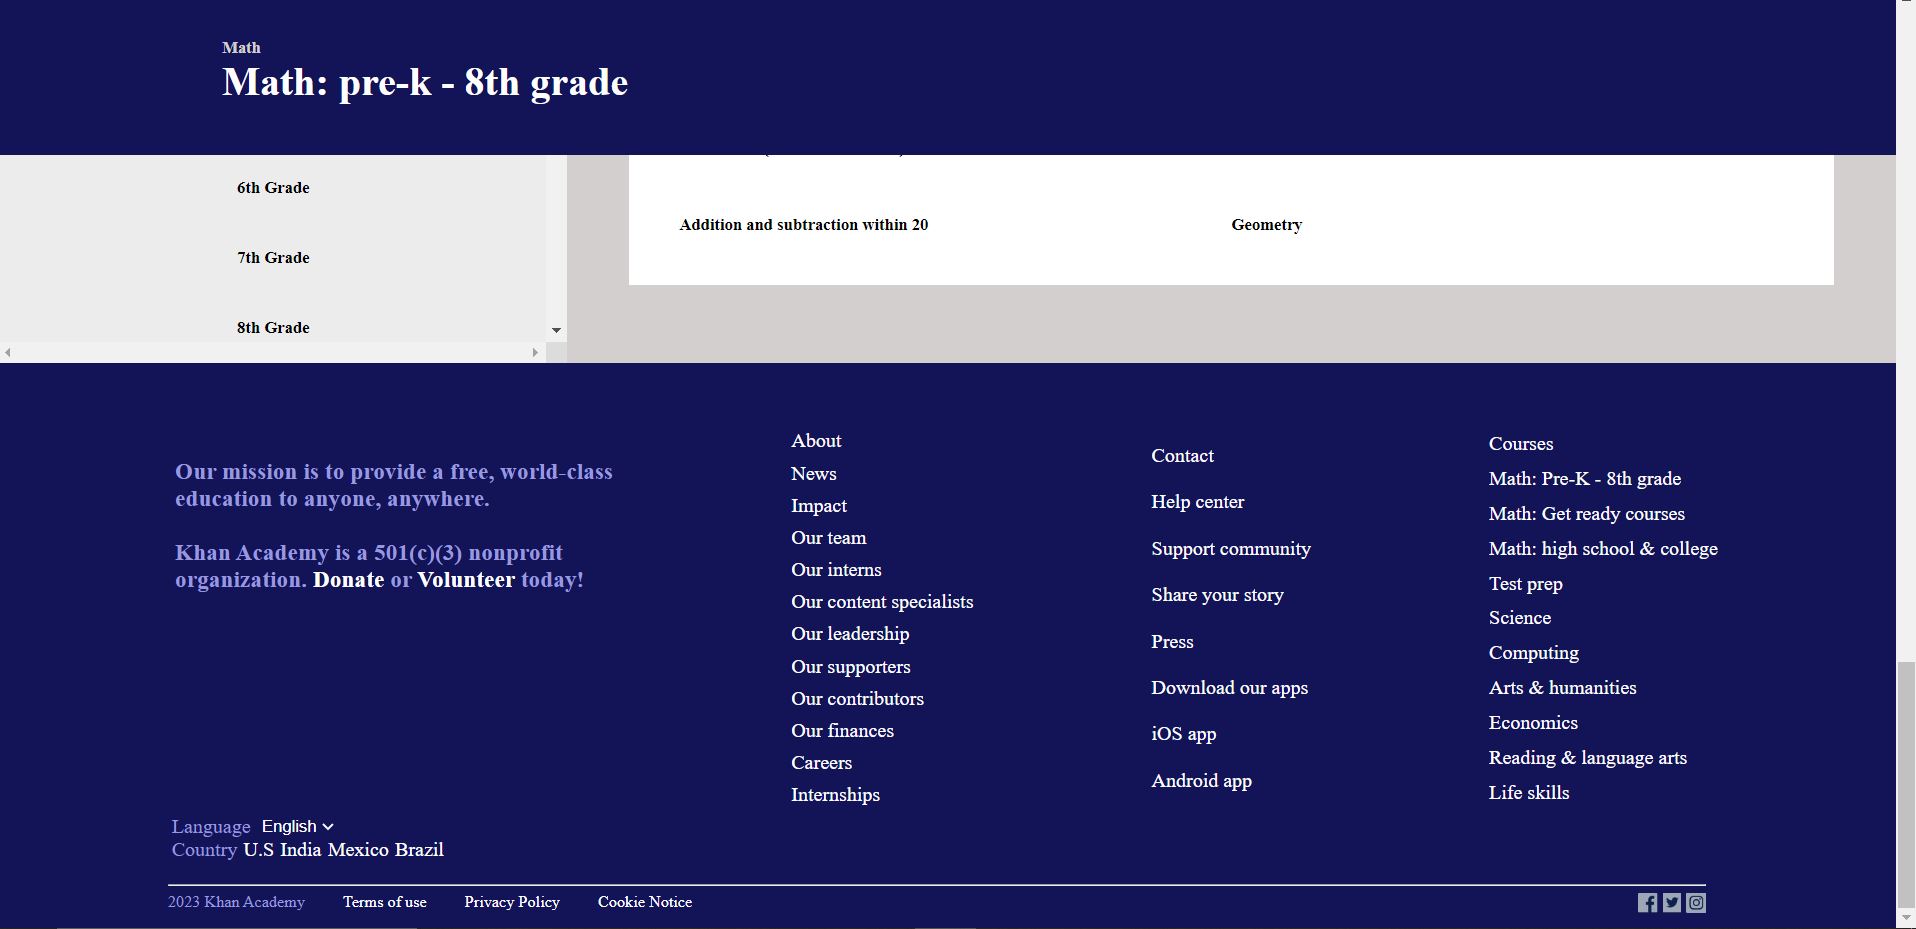 Math
Math: pre-k - 8th grade
6th Grade
7th Grade
8th Grade
Addition and subtraction within 20
Geometry
Our mission is to provide a free, world-class
education to anyone, anywhere.
Khan Academy is a 501(c)(3) nonprofit
organization. Donate or Volunteer today!
Language English
Country U.S India Mexico Brazil
About
News
Impact
Our team
Our interns
Our content specialists
Our leadership
Our supporters
Our contributors
Our finances
Careers
Internships
Contact
Help center
Support community
Share your story
Press
Download our apps
iOS app
Android app
Courses
Math: Pre-K - 8th grade
Math: Get ready courses
Math: high school & college
Test prep
Science
Computing
Arts & humanities
Economics
Reading & language arts
Life skills
2023 Khan Academy
Terms of use
Privacy Policy
Cookie Notice